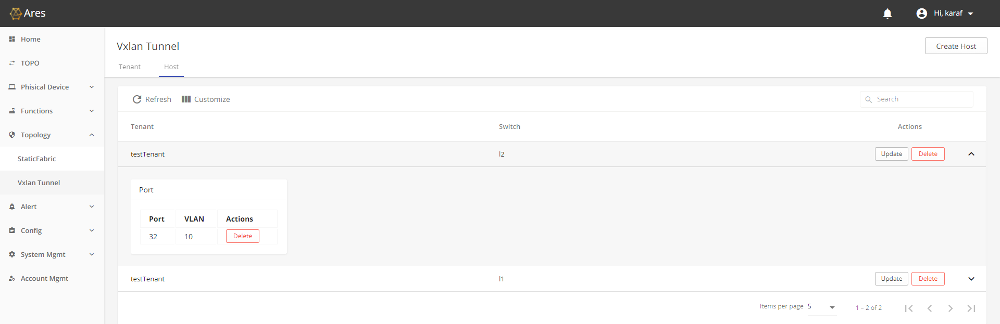 Ares
Hi, karaf
Home
TOPO
Phisical Device
Functions
Topology
StaticFabric
Vxlan Tunnel
Alert
Config
System Mgmt
Account Mgmt
Vxlan Tunnel
Create Host
Tenant Host
Refresh Customize
Search
Tenant Switch Actions
testTenant l2 Update Delete
Port
Port VLAN Actions
32 10 Delete
testTenant l1 Update Delete
Items per page 5 1 – 2 of 2